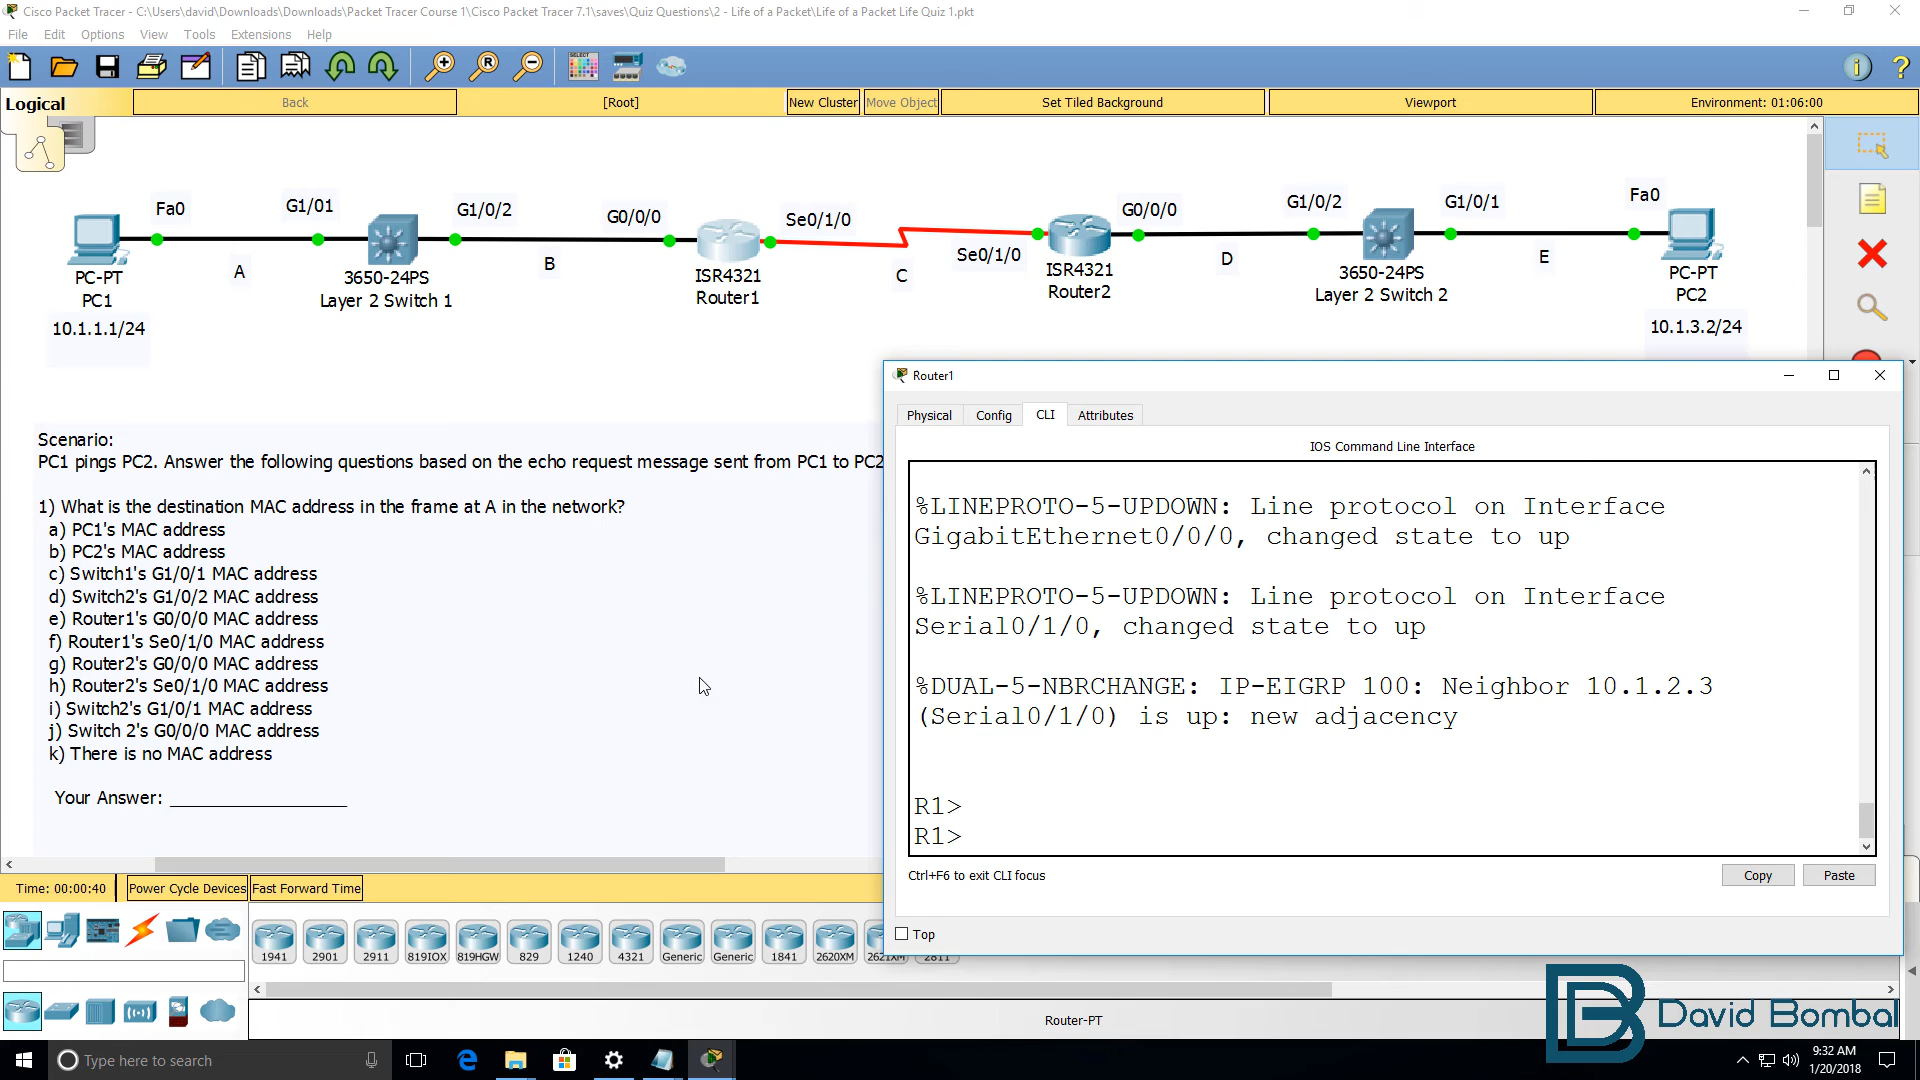 Cisco Packet Tracer - C:\Users\david\Downloads\Downloads\Packet Tracer Course 1\Cisco Packet Tracer 7.1\saves\Quiz Questions\2 - Life of a Packet\Life of a Packet Life Quiz 1.pkt
File Edit Options View Tools Extensions Help
Logical Back [Root] New Cluster Move Object Set Tiled Background Viewport Environment: 01:06:00
Fa0 G1/01 G1/0/2 G0/0/0 Se0/1/0 Se0/1/0 G0/0/0 G1/0/2 G1/0/1 Fa0
A B C D E
PC-PT
PC1
10.1.1.1/24
3650-24PS
Layer 2 Switch 1
ISR4321
Router1
ISR4321
Router2
3650-24PS
Layer 2 Switch 2
PC-PT
PC2
10.1.3.2/24
Scenario:
PC1 pings PC2. Answer the following questions based on the echo request message sent from PC1 to PC2
1) What is the destination MAC address in the frame at A in the network?
a) PC1's MAC address
b) PC2's MAC address
c) Switch1's G1/0/1 MAC address
d) Switch2's G1/0/2 MAC address
e) Router1's G0/0/0 MAC address
f) Router1's Se0/1/0 MAC address
g) Router2's G0/0/0 MAC address
h) Router2's Se0/1/0 MAC address
i) Switch2's G1/0/1 MAC address
j) Switch 2's G0/0/0 MAC address
k) There is no MAC address
Your Answer: ___________________
Router1
Physical Config CLI Attributes
IOS Command Line Interface
%LINEPROTO-5-UPDOWN: Line protocol on Interface
GigabitEthernet0/0/0, changed state to up
%LINEPROTO-5-UPDOWN: Line protocol on Interface
Serial0/1/0, changed state to up
%DUAL-5-NBRCHANGE: IP-EIGRP 100: Neighbor 10.1.2.3
(Serial0/1/0) is up: new adjacency
R1>
R1>
Ctrl+F6 to exit CLI focus Copy Paste
Top
Time: 00:00:40 Power Cycle Devices Fast Forward Time
1941 2901 2911 819IOX 819HGW 829 1240 4321 Generic Generic 1841 2620XM 2621XM 2811
Router-PT
David Bombal
Type here to search
9:32 AM
1/20/2018